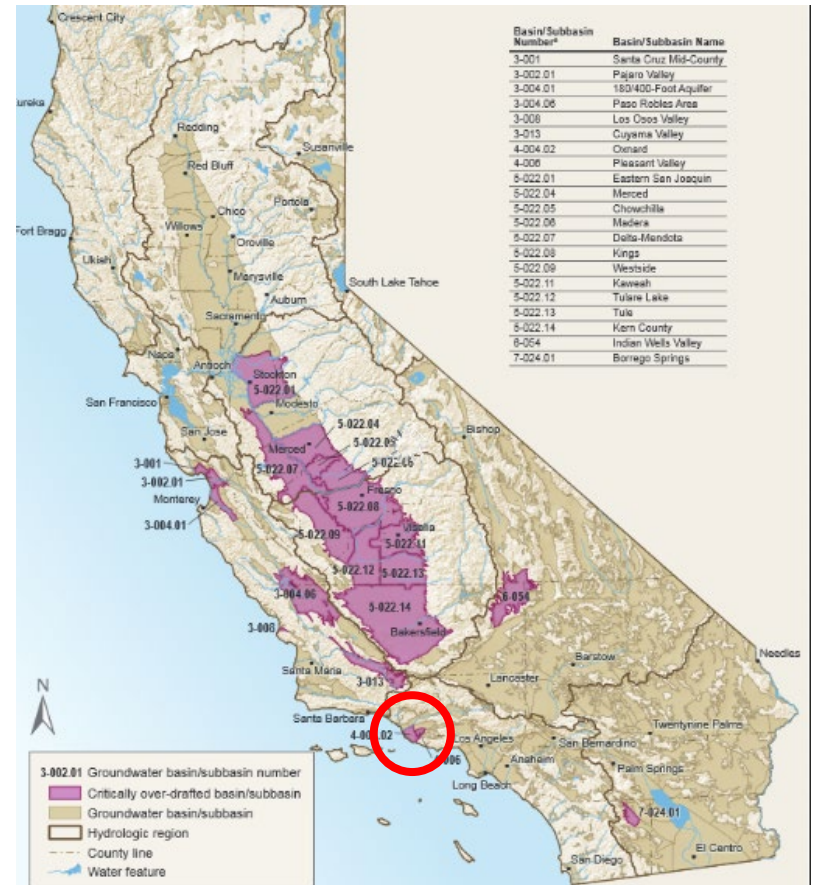 Crescent City
Eureka
Redding
Susanville
Red Bluff
Portola
Chico
Willows
Oroville
Fort Bragg
Ukiah
Marysville
South Lake Tahoe
Auburn
Sacramento
Napa
Antioch
Stockton
5-022.01
Modesto
San Francisco
San Jose
5-022.04
Bishop
Merced
5-022.05
3-001
5-022.07
3-002.01
Fresno
5-022.08
Monterey
3-004.01
Visalia
5-022.09
5-022.11
5-022.12
5-022.13
3-004.06
6-054
5-022.14
3-008
Bakersfield
Needles
Barstow
Santa Maria
3-013
Lancaster
Santa Barbara
Twentynine Palms
Los Angeles
San Bernardino
Anaheim
Palm Springs
Long Beach
7-024.01
El Centro
San Diego
N
Basin/Subbasin
Number* Basin/Subbasin Name
3-001 Santa Cruz Mid-County
3-002.01 Pajaro Valley
3-004.01 180/400-Foot Aquifer
3-004.06 Paso Robles Area
3-008 Los Osos Valley
3-013 Cuyama Valley
4-004.02 Oxnard
4-006 Pleasant Valley
5-022.01 Eastern San Joaquin
5-022.04 Merced
5-022.05 Chowchilla
5-022.06 Madera
5-022.07 Delta-Mendota
5-022.08 Kings
5-022.09 Westside
5-022.11 Kaweah
5-022.12 Tulare Lake
5-022.13 Tule
5-022.14 Kern County
6-054 Indian Wells Valley
7-024.01 Borrego Springs
3-002.01 Groundwater basin/subbasin number
Critically over-drafted basin/subbasin
Groundwater basin/subbasin
Hydrologic region
County line
Water feature